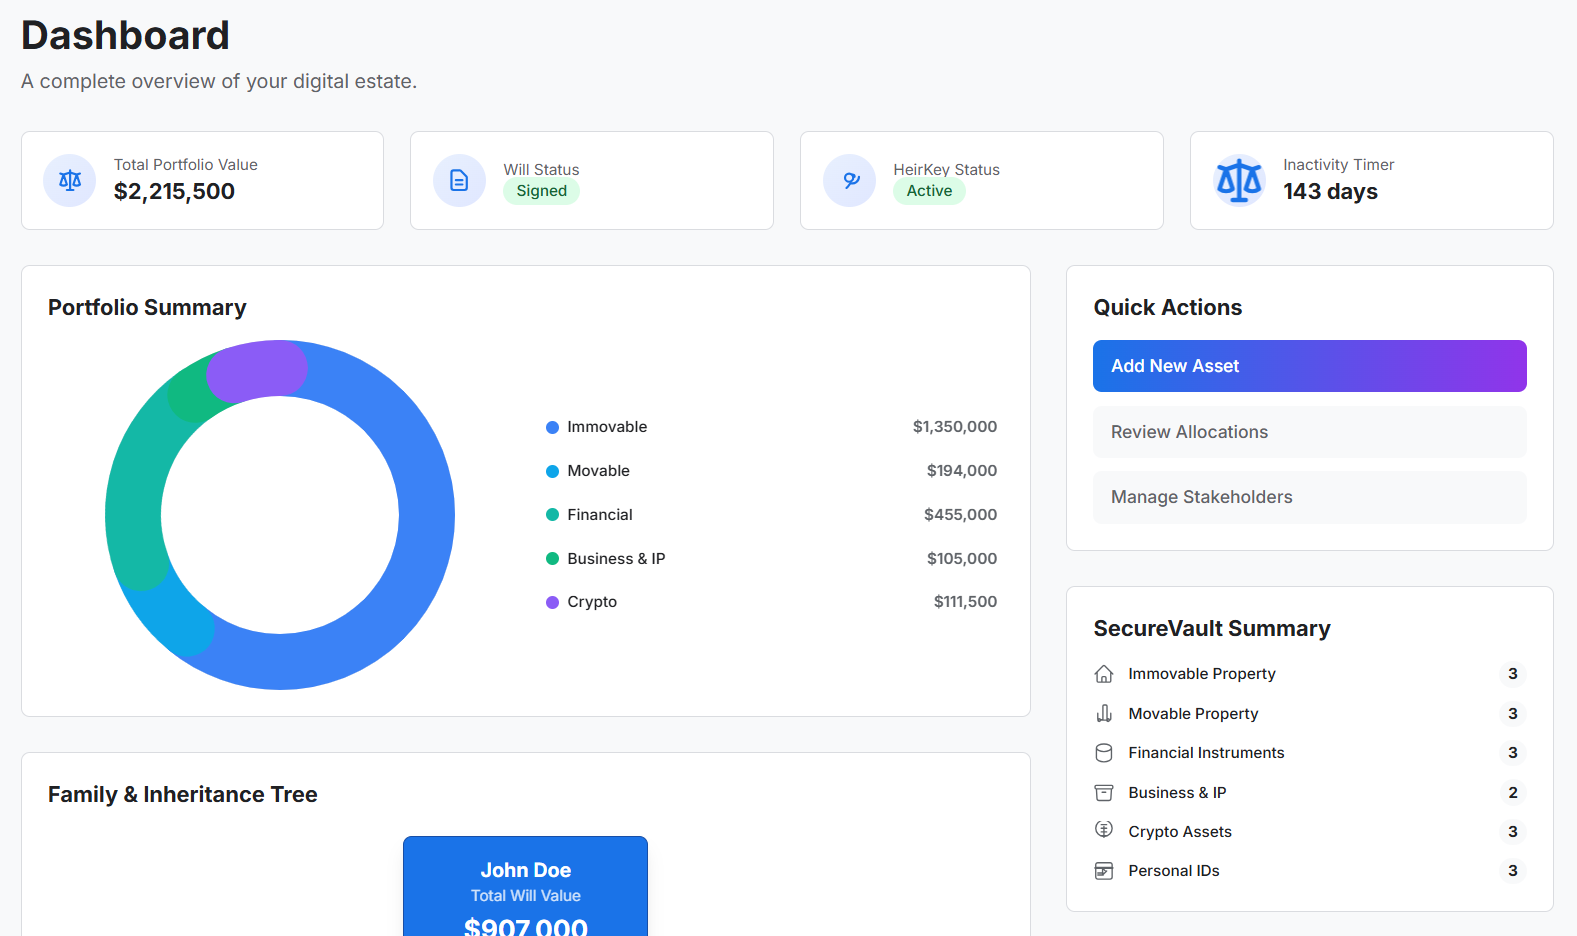 Dashboard
A complete overview of your digital estate.
Total Portfolio Value
$2,215,500
Will Status
Signed
HeirKey Status
Active
Inactivity Timer
143 days
Portfolio Summary
Immovable $1,350,000
Movable $194,000
Financial $455,000
Business & IP $105,000
Crypto $111,500
Quick Actions
Add New Asset
Review Allocations
Manage Stakeholders
SecureVault Summary
Immovable Property 3
Movable Property 3
Financial Instruments 3
Business & IP 2
Crypto Assets 3
Personal IDs 3
Family & Inheritance Tree
John Doe
Total Will Value
$907,000